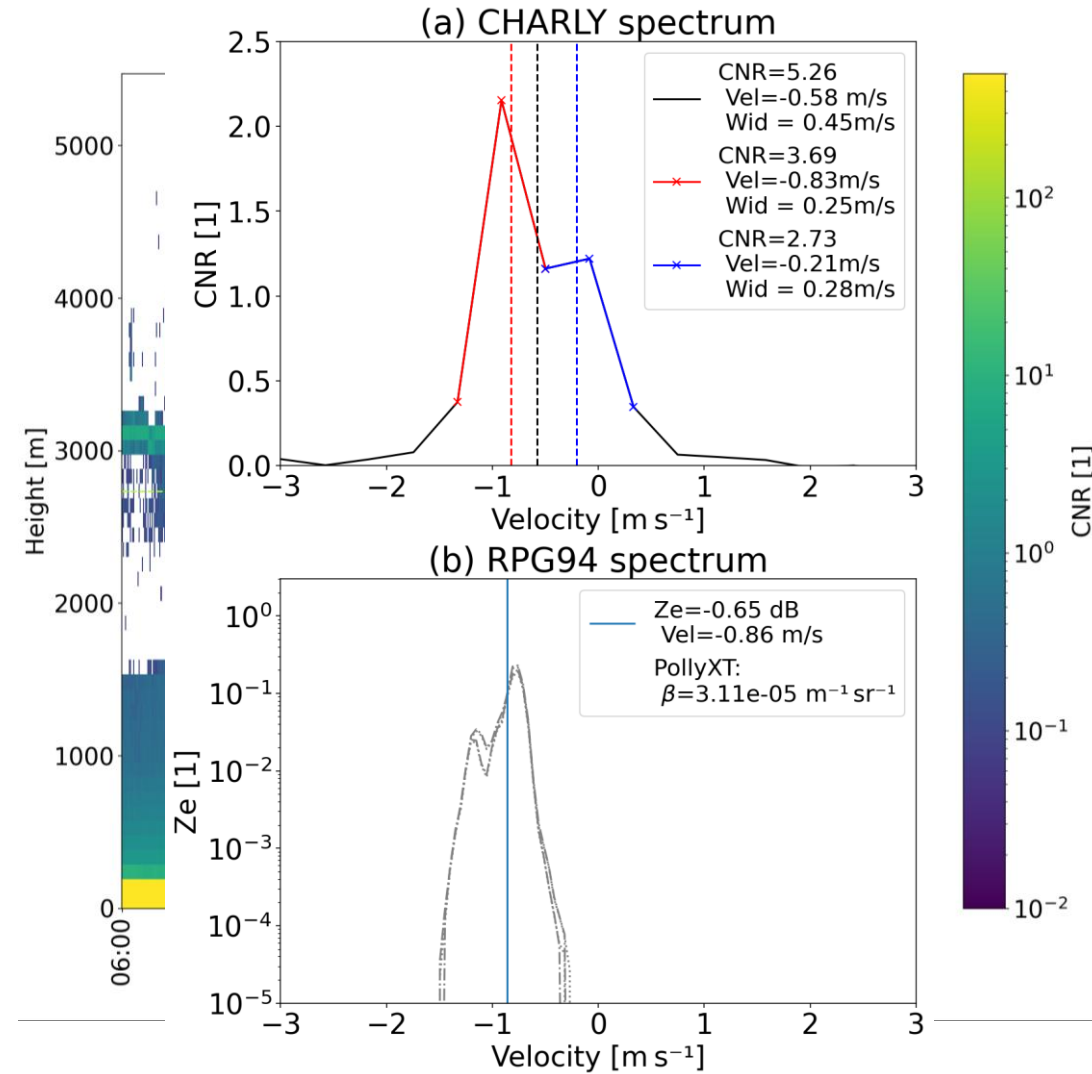 (a) CHARLY spectrum
CNR [1]
2.5
2.0
1.5
1.0
0.5
0.0
CNR=5.26
Vel=-0.58 m/s
Wid = 0.45m/s
CNR=3.69
Vel=-0.83m/s
Wid = 0.25m/s
CNR=2.73
Vel=-0.21m/s
Wid = 0.28m/s
−3 −2 −1 0 1 2 3
Velocity [m s⁻¹]
(b) RPG94 spectrum
Ze [1]
10⁰
10⁻¹
10⁻²
10⁻³
10⁻⁴
10⁻⁵
Ze=-0.65 dB
Vel=-0.86 m/s
PollyXT:
β=3.11e-05 m⁻¹ sr⁻¹
−3 −2 −1 0 1 2 3
Velocity [m s⁻¹]
Height [m]
5000
4000
3000
2000
1000
0
06:00
10²
10¹
10⁰
10⁻¹
10⁻²
CNR [1]